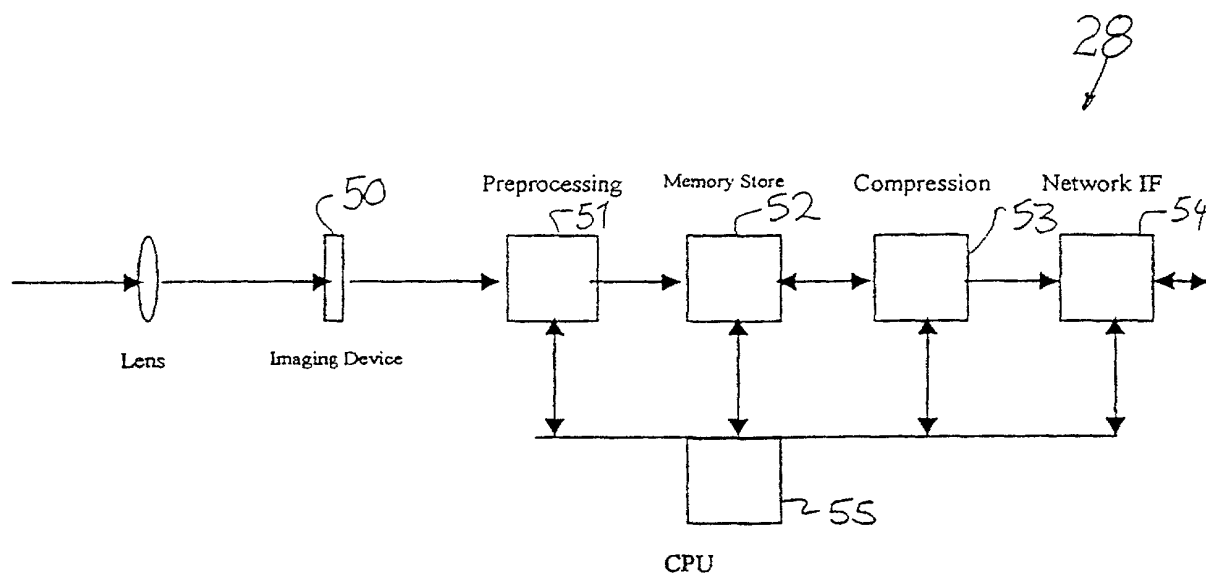 28
Preprocessing
Memory Store
Compression
Network IF
50
51
52
53
54
Lens
Imaging Device
55
CPU